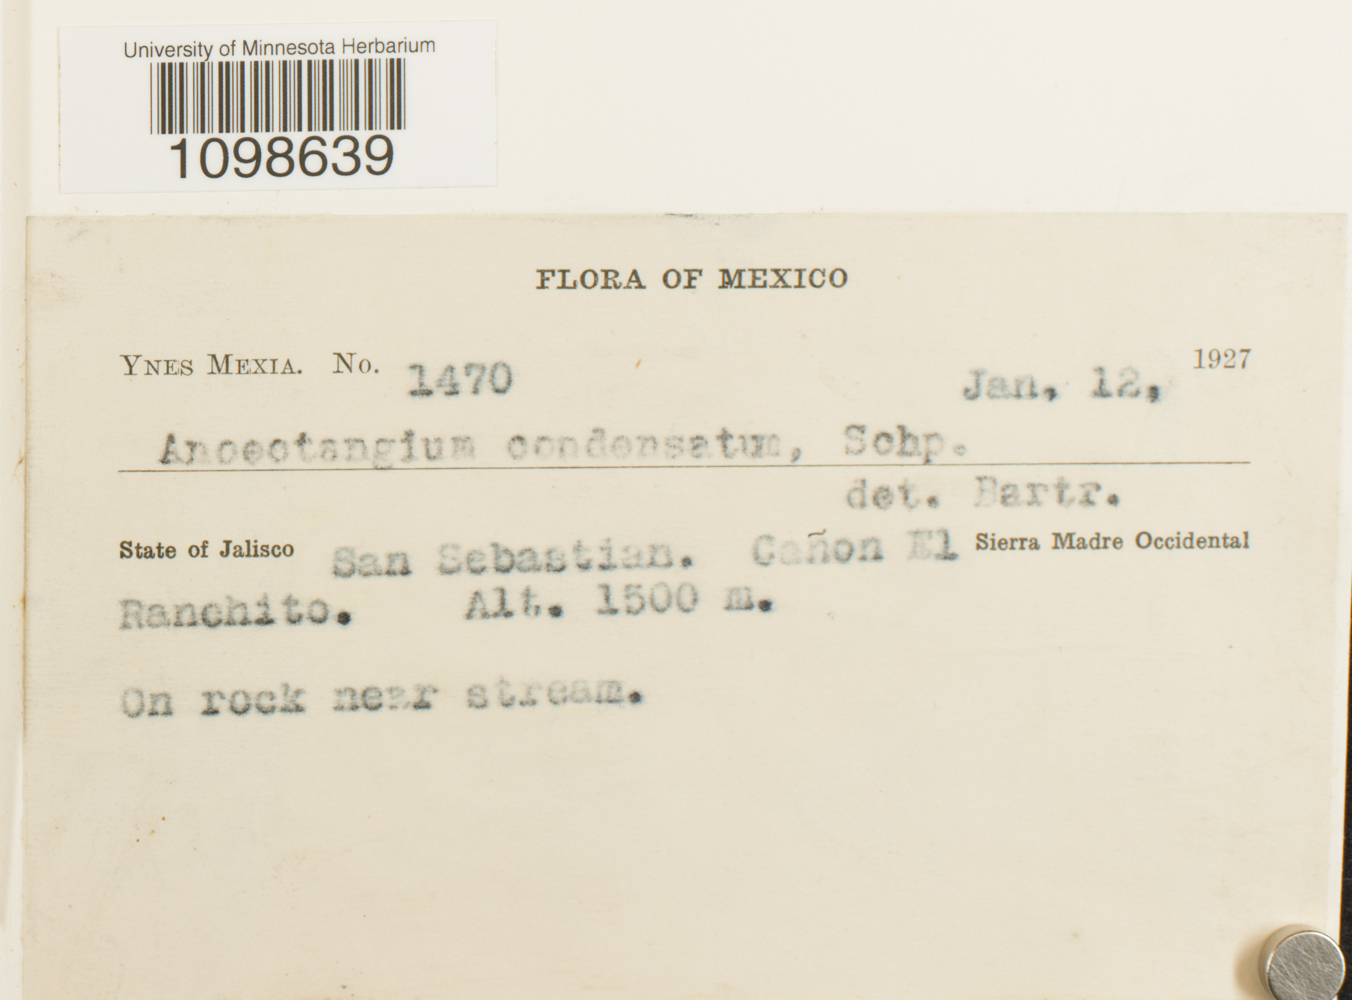 University of Minnesota Herbarium
1098639
FLORA OF MEXICO
YNES MEXIA. No. 1470 Jan. 12, 1927
Anoectangium condensatum, Schp.
det. Bartr.
State of Jalisco San Sebastian. Cañon El Sierra Madre Occidental
Ranchito. Alt. 1500 m.
On rock near stream.